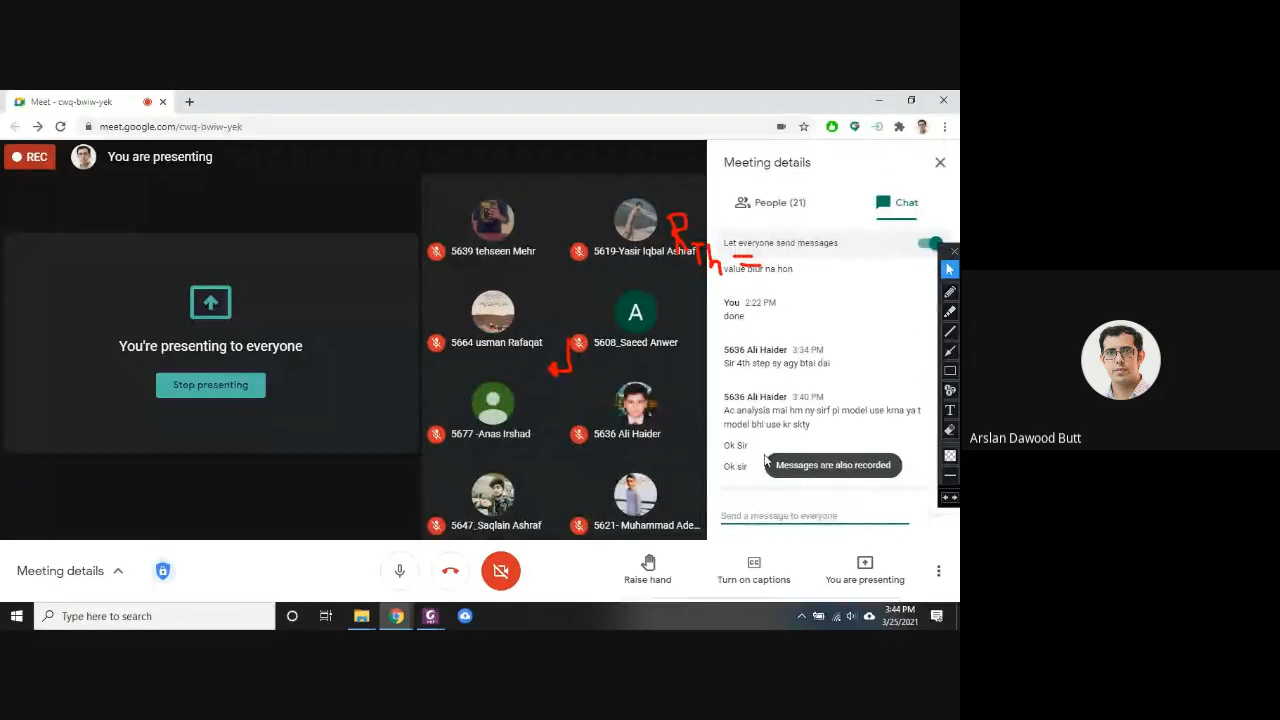 Meet - cwq-bwiw-yek
meet.google.com/cwq-bwiw-yek
REC
You are presenting
Meeting details
People (21)
Chat
Let everyone send messages
value blur na hon
You 2:22 PM
done
5636 Ali Haider 3:34 PM
Sir 4th step sy agy btai dai
5636 Ali Haider 3:40 PM
Ac analysis mai hm ny sirf pi model use krna ya t
model bhi use kr skty
Ok Sir
Ok sir
Messages are also recorded
Send a message to everyone
You're presenting to everyone
Stop presenting
5639 tehseen Mehr
5619-Yasir Iqbal Ashraf
RTh =
5664 usman Rafaqat
5608_Saeed Anwer
A
5677 -Anas Irshad
5636 Ali Haider
5647_Saqlain Ashraf
5621- Muhammad Ade...
Arslan Dawood Butt
T
Meeting details
Raise hand
Turn on captions
You are presenting
Type here to search
3:44 PM
3/25/2021